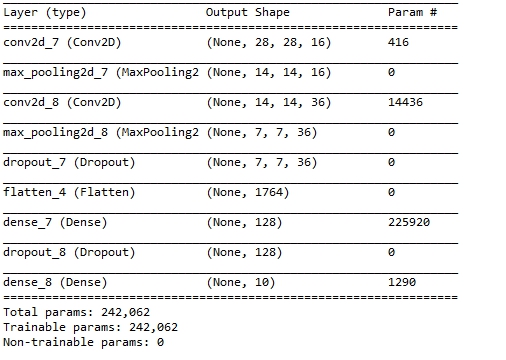 Layer (type) Output Shape Param #
conv2d_7 (Conv2D) (None, 28, 28, 16) 416
max_pooling2d_7 (MaxPooling2 (None, 14, 14, 16) 0
conv2d_8 (Conv2D) (None, 14, 14, 36) 14436
max_pooling2d_8 (MaxPooling2 (None, 7, 7, 36) 0
dropout_7 (Dropout) (None, 7, 7, 36) 0
flatten_4 (Flatten) (None, 1764) 0
dense_7 (Dense) (None, 128) 225920
dropout_8 (Dropout) (None, 128) 0
dense_8 (Dense) (None, 10) 1290
Total params: 242,062
Trainable params: 242,062
Non-trainable params: 0